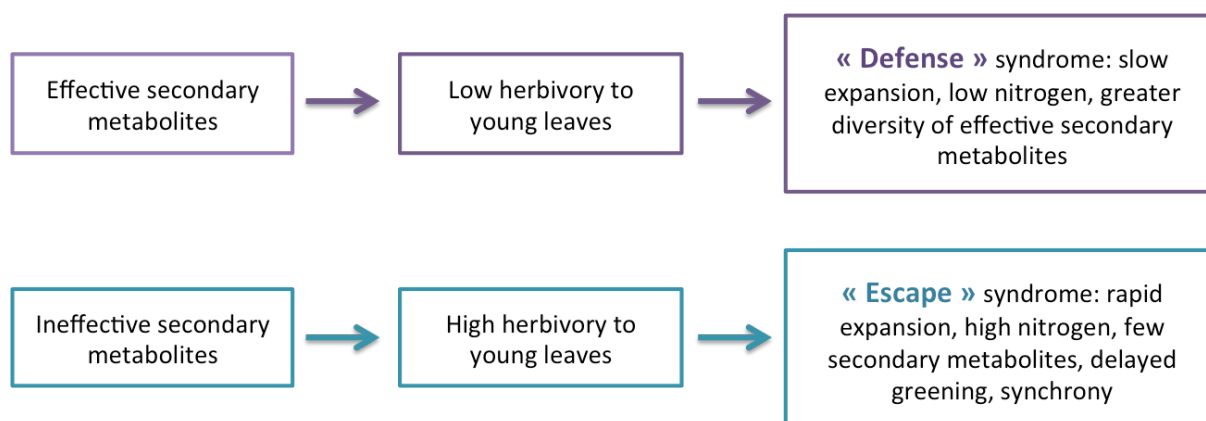 Effective secondary
metabolites
Low herbivory to
young leaves
« Defense » syndrome: slow
expansion, low nitrogen, greater
diversity of effective secondary
metabolites
Ineffective secondary
metabolites
High herbivory to
young leaves
« Escape » syndrome: rapid
expansion, high nitrogen, few
secondary metabolites, delayed
greening, synchrony